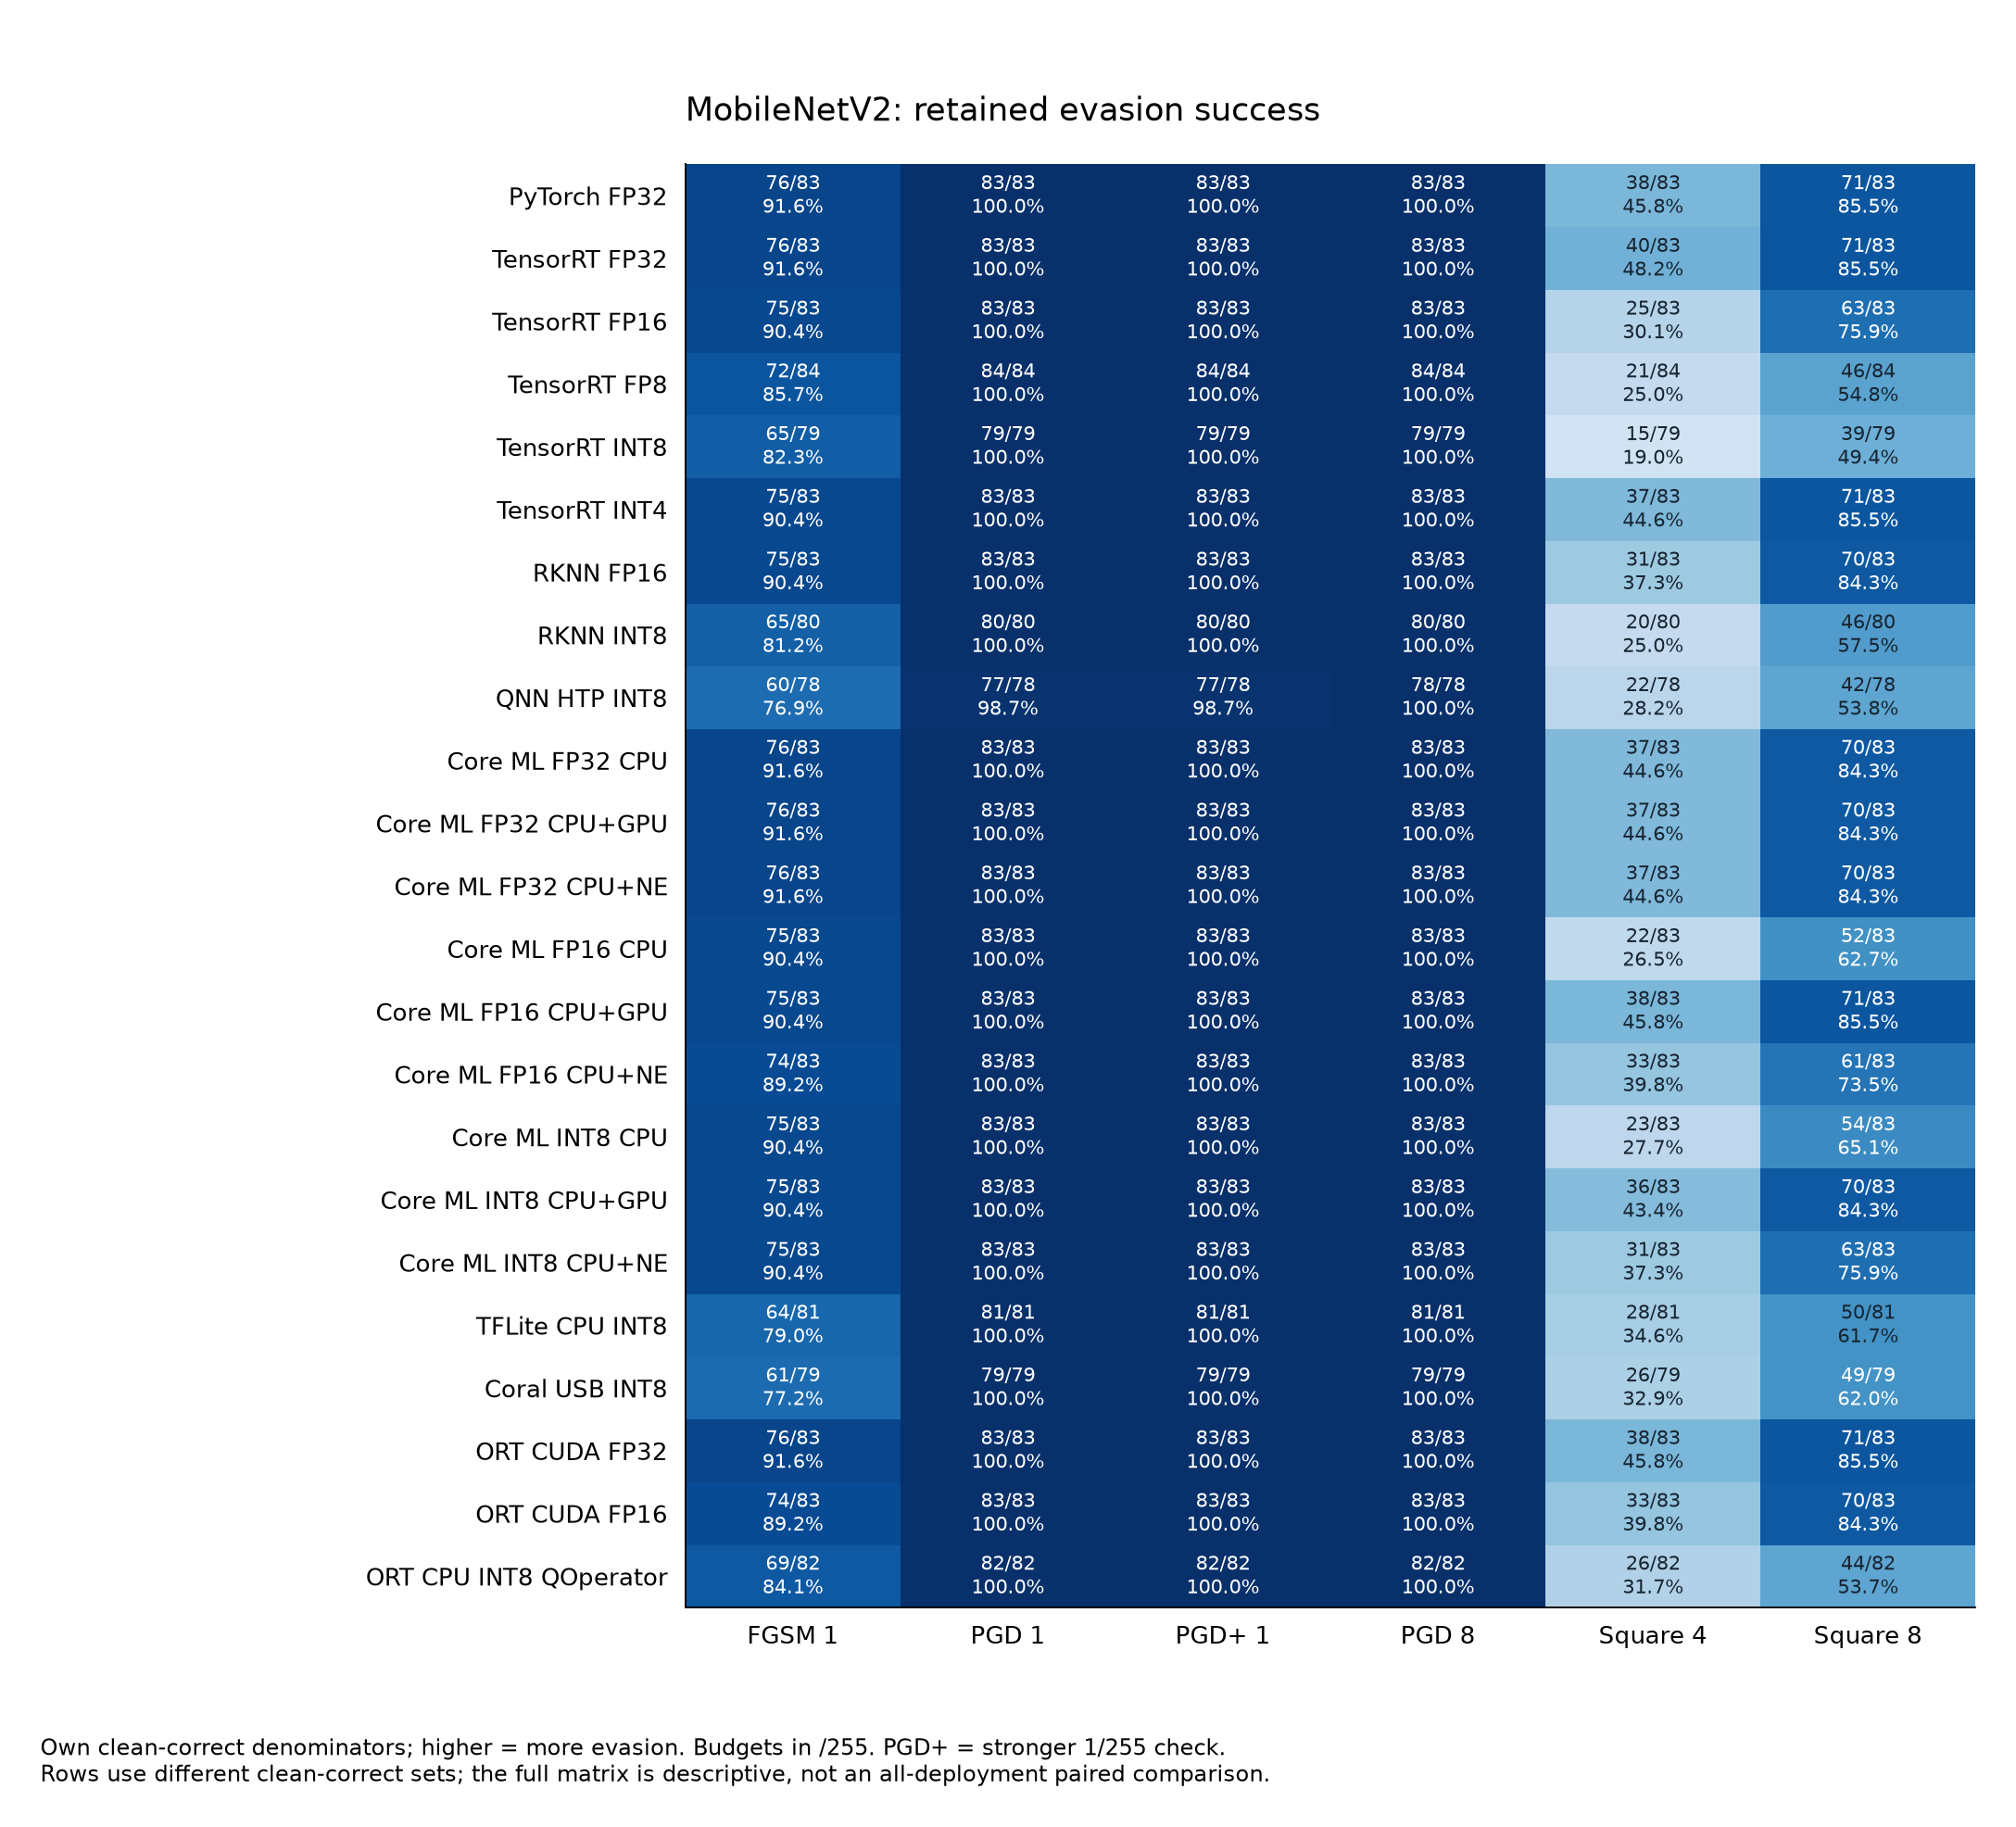 MobileNetV2: retained evasion success
PyTorch FP32
76/83 83/83 83/83 83/83 38/83 71/83
91.6% 100.0% 100.0% 100.0% 45.8% 85.5%
TensorRT FP32
76/83 83/83 83/83 83/83 40/83 71/83
91.6% 100.0% 100.0% 100.0% 48.2% 85.5%
TensorRT FP16
75/83 83/83 83/83 83/83 25/83 63/83
90.4% 100.0% 100.0% 100.0% 30.1% 75.9%
TensorRT FP8
72/84 84/84 84/84 84/84 21/84 46/84
85.7% 100.0% 100.0% 100.0% 25.0% 54.8%
TensorRT INT8
65/79 79/79 79/79 79/79 15/79 39/79
82.3% 100.0% 100.0% 100.0% 19.0% 49.4%
TensorRT INT4
75/83 83/83 83/83 83/83 37/83 71/83
90.4% 100.0% 100.0% 100.0% 44.6% 85.5%
RKNN FP16
75/83 83/83 83/83 83/83 31/83 70/83
90.4% 100.0% 100.0% 100.0% 37.3% 84.3%
RKNN INT8
65/80 80/80 80/80 80/80 20/80 46/80
81.2% 100.0% 100.0% 100.0% 25.0% 57.5%
QNN HTP INT8
60/78 77/78 77/78 78/78 22/78 42/78
76.9% 98.7% 98.7% 100.0% 28.2% 53.8%
Core ML FP32 CPU
76/83 83/83 83/83 83/83 37/83 70/83
91.6% 100.0% 100.0% 100.0% 44.6% 84.3%
Core ML FP32 CPU+GPU
76/83 83/83 83/83 83/83 37/83 70/83
91.6% 100.0% 100.0% 100.0% 44.6% 84.3%
Core ML FP32 CPU+NE
76/83 83/83 83/83 83/83 37/83 70/83
91.6% 100.0% 100.0% 100.0% 44.6% 84.3%
Core ML FP16 CPU
75/83 83/83 83/83 83/83 22/83 52/83
90.4% 100.0% 100.0% 100.0% 26.5% 62.7%
Core ML FP16 CPU+GPU
75/83 83/83 83/83 83/83 38/83 71/83
90.4% 100.0% 100.0% 100.0% 45.8% 85.5%
Core ML FP16 CPU+NE
74/83 83/83 83/83 83/83 33/83 61/83
89.2% 100.0% 100.0% 100.0% 39.8% 73.5%
Core ML INT8 CPU
75/83 83/83 83/83 83/83 23/83 54/83
90.4% 100.0% 100.0% 100.0% 27.7% 65.1%
Core ML INT8 CPU+GPU
75/83 83/83 83/83 83/83 36/83 70/83
90.4% 100.0% 100.0% 100.0% 43.4% 84.3%
Core ML INT8 CPU+NE
75/83 83/83 83/83 83/83 31/83 63/83
90.4% 100.0% 100.0% 100.0% 37.3% 75.9%
TFLite CPU INT8
64/81 81/81 81/81 81/81 28/81 50/81
79.0% 100.0% 100.0% 100.0% 34.6% 61.7%
Coral USB INT8
61/79 79/79 79/79 79/79 26/79 49/79
77.2% 100.0% 100.0% 100.0% 32.9% 62.0%
ORT CUDA FP32
76/83 83/83 83/83 83/83 38/83 71/83
91.6% 100.0% 100.0% 100.0% 45.8% 85.5%
ORT CUDA FP16
74/83 83/83 83/83 83/83 33/83 70/83
89.2% 100.0% 100.0% 100.0% 39.8% 84.3%
ORT CPU INT8 QOperator
69/82 82/82 82/82 82/82 26/82 44/82
84.1% 100.0% 100.0% 100.0% 31.7% 53.7%
FGSM 1 PGD 1 PGD+ 1 PGD 8 Square 4 Square 8
Own clean-correct denominators; higher = more evasion. Budgets in /255. PGD+ = stronger 1/255 check.
Rows use different clean-correct sets; the full matrix is descriptive, not an all-deployment paired comparison.